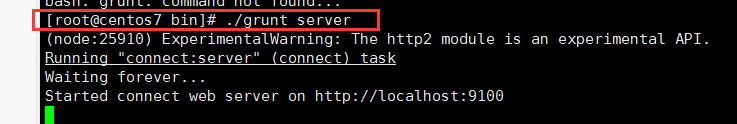 bash: grunt: command not found...
[root@centos7 bin]# ./grunt server
(node:25910) ExperimentalWarning: The http2 module is an experimental API.
Running "connect:server" (connect) task
Waiting forever...
Started connect web server on http://localhost:9100